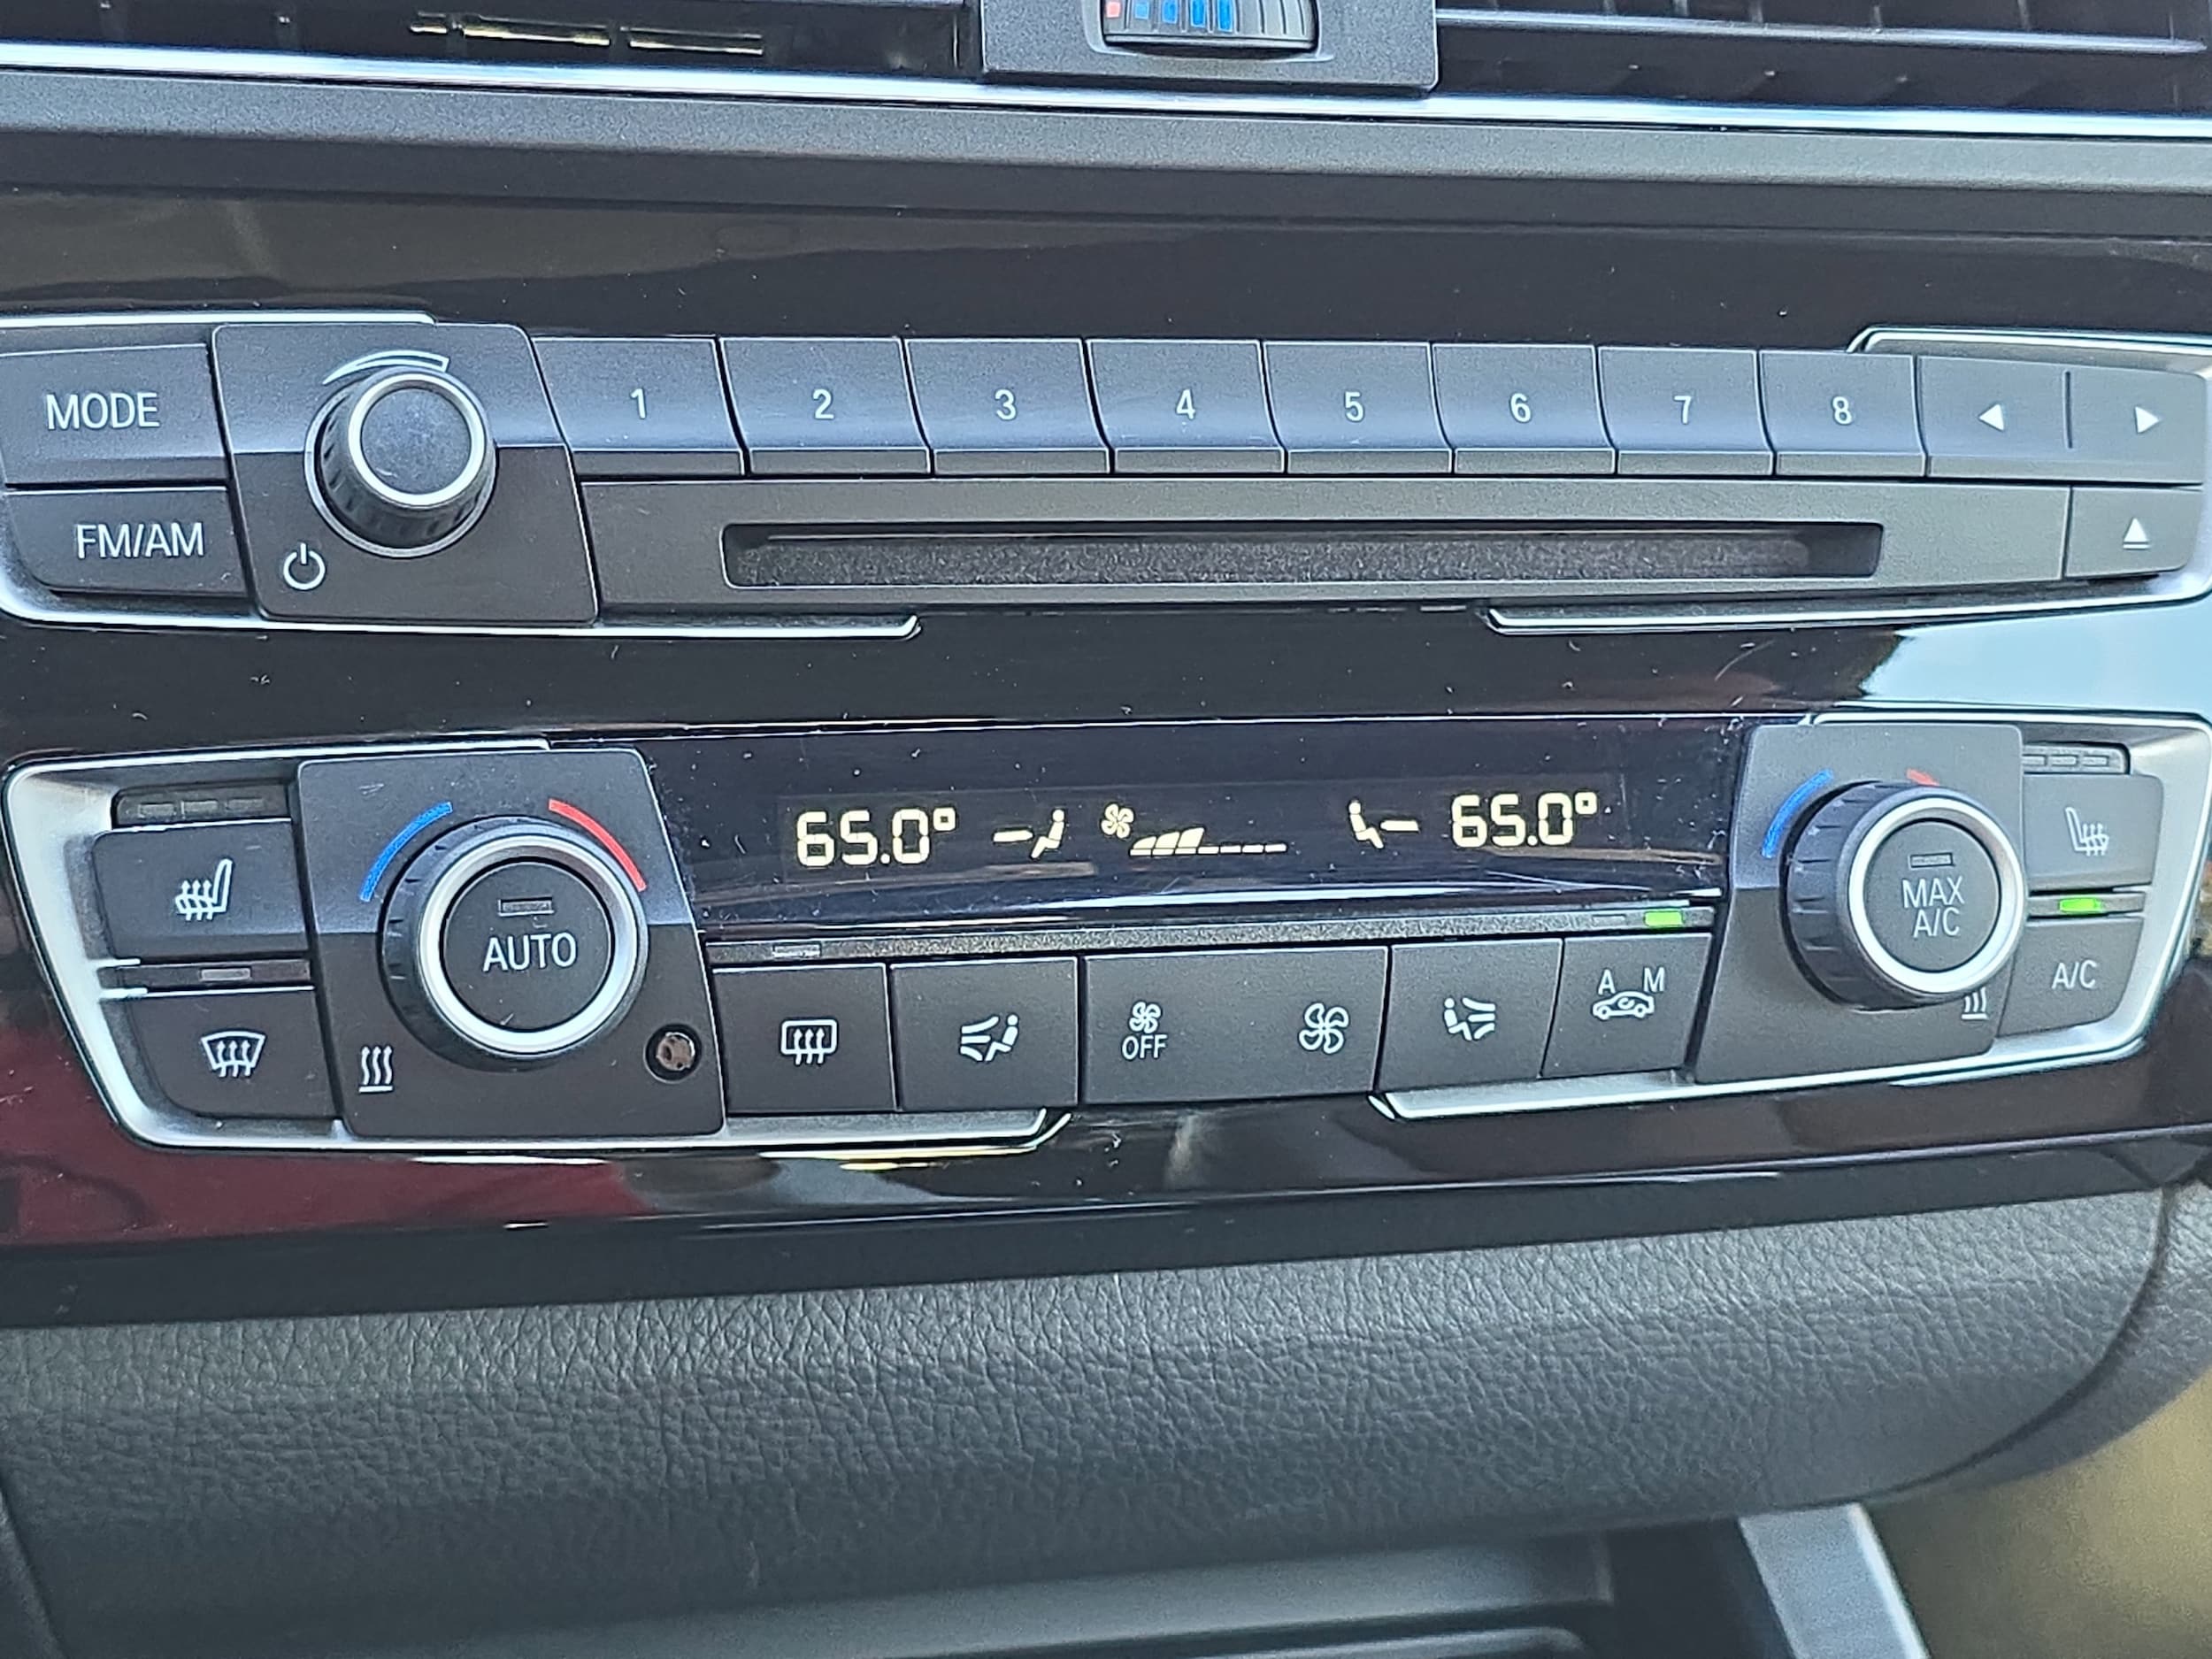 MODE
1 2 3 4 5 6 7 8
FM/AM
65.0° 65.0°
AUTO
MAX
A/C
A M
OFF
A/C